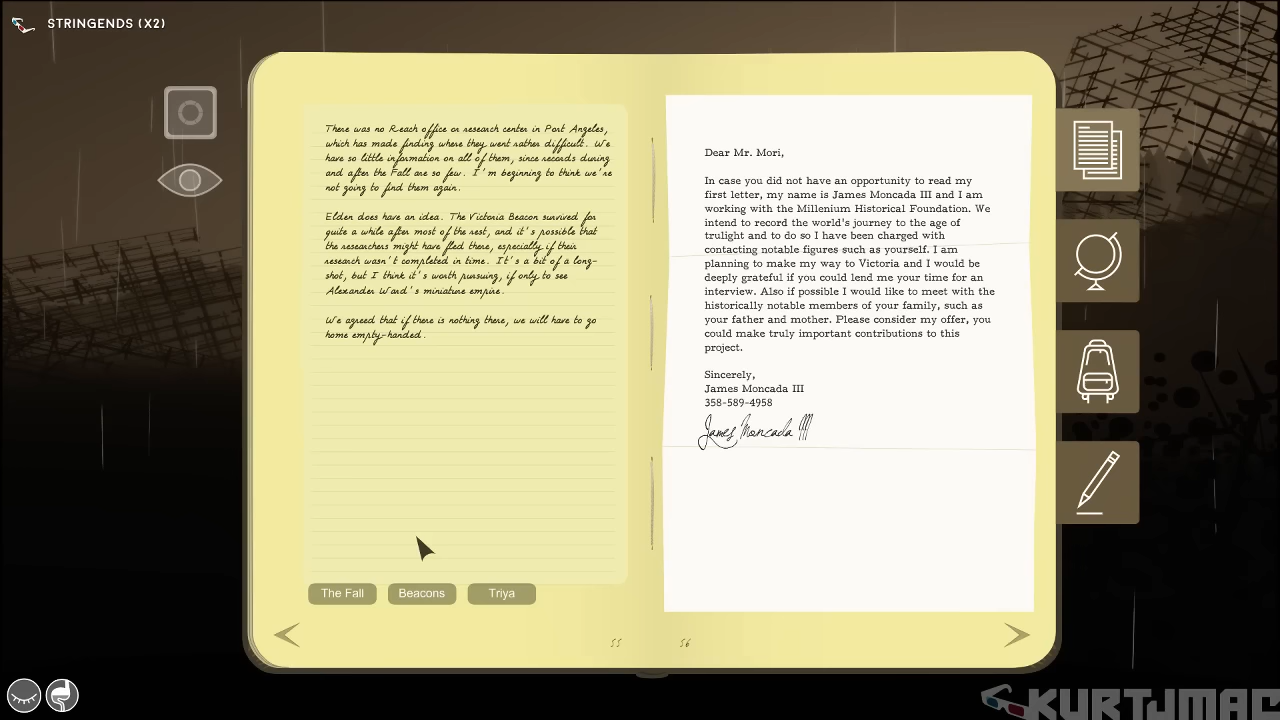 STRINGENDS (X2)
There was no Reach office or research center in Port Angeles,
which has made finding where they went rather difficult. We
have so little information on all of them, since records during
and after the Fall are so few. I'm beginning to think we're
not going to find them again.
Elden does have an idea. The Victoria Beacon survived for
quite a while after most of the rest, and it's possible that
the researchers might have fled there, especially if their
research wasn't completed in time. It's a bit of a long-
shot, but I think it's worth pursuing, if only to see
Alexander Ward's miniature empire.
We agreed that if there is nothing there, we will have to go
home empty-handed.
The Fall
Beacons
Triya
55
Dear Mr. Mori,
In case you did not have an opportunity to read my
first letter, my name is James Moncada III and I am
working with the Millenium Historical Foundation. We
intend to record the world's journey to the age of
trulight and to do so I have been charged with
contacting notable figures such as yourself. I am
planning to make my way to Victoria and I would be
deeply grateful if you could lend me your time for an
interview. Also if possible I would like to meet with the
historically notable members of your family, such as
your father and mother. Please consider my offer, you
could make truly important contributions to this
project.
Sincerely,
James Moncada III
358-589-4958
James Moncada III
56
KURTJMAC